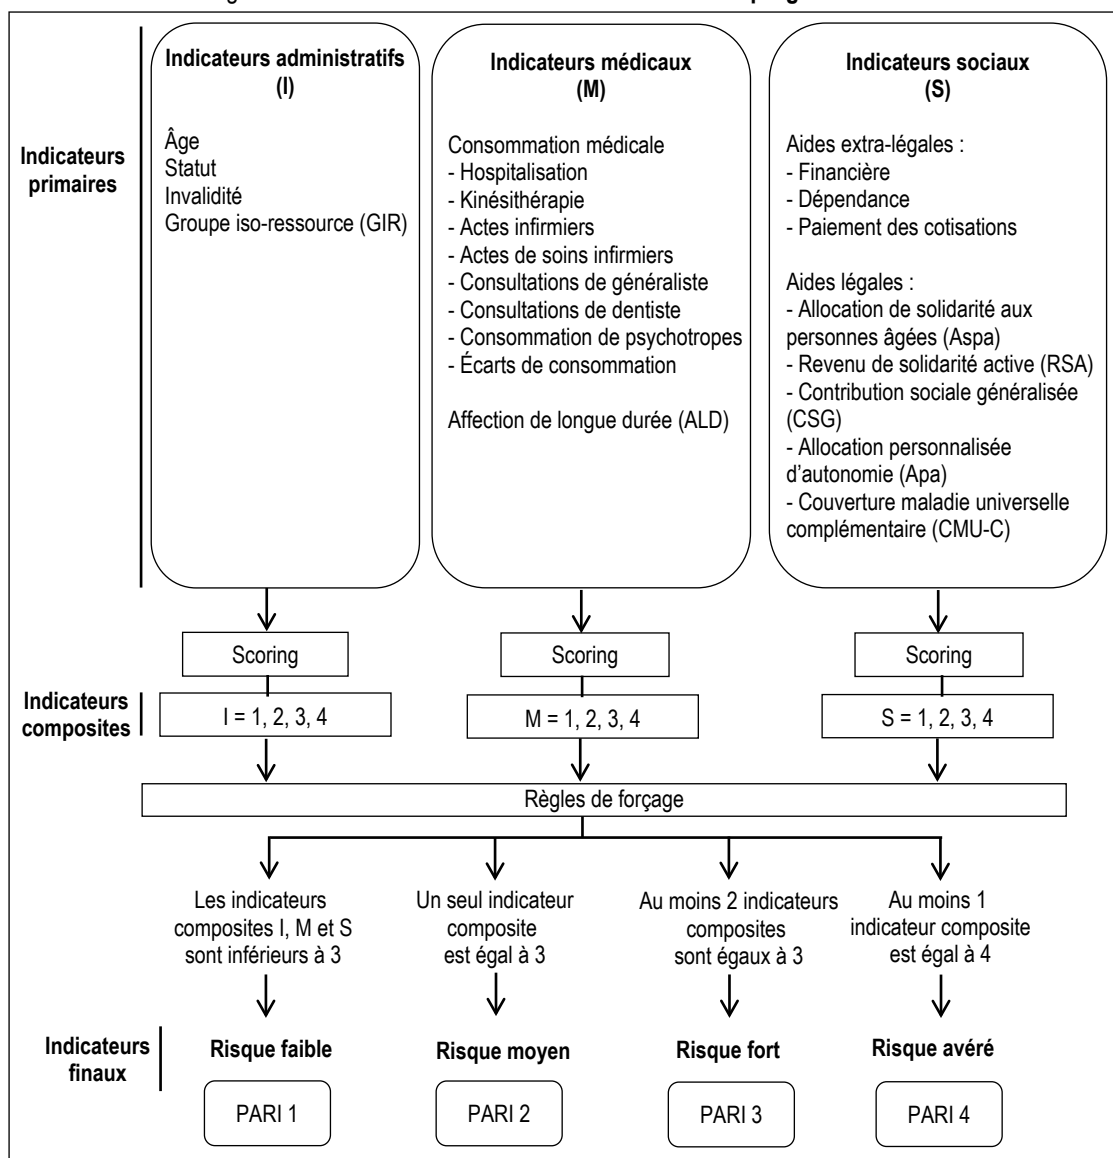 Indicateurs
primaires
Indicateurs administratifs
(I)
Âge
Statut
Invalidité
Groupe iso-ressource (GIR)
Indicateurs médicaux
(M)
Consommation médicale
- Hospitalisation
- Kinésithérapie
- Actes infirmiers
- Actes de soins infirmiers
- Consultations de généraliste
- Consultations de dentiste
- Consommation de psychotropes
- Écarts de consommation
Affection de longue durée (ALD)
Indicateurs sociaux
(S)
Aides extra-légales :
- Financière
- Dépendance
- Paiement des cotisations
Aides légales :
- Allocation de solidarité aux
personnes âgées (Aspa)
- Revenu de solidarité active (RSA)
- Contribution sociale généralisée
(CSG)
- Allocation personnalisée
d'autonomie (Apa)
- Couverture maladie universelle
complémentaire (CMU-C)
Scoring
Scoring
Scoring
Indicateurs
composites
I = 1, 2, 3, 4
M = 1, 2, 3, 4
S = 1, 2, 3, 4
Règles de forçage
Les indicateurs
composites I, M et S
sont inférieurs à 3
Un seul indicateur
composite
est égal à 3
Au moins 2 indicateurs
composites
sont égaux à 3
Au moins 1
indicateur composite
est égal à 4
Indicateurs
finaux
Risque faible
Risque moyen
Risque fort
Risque avéré
PARI 1
PARI 2
PARI 3
PARI 4